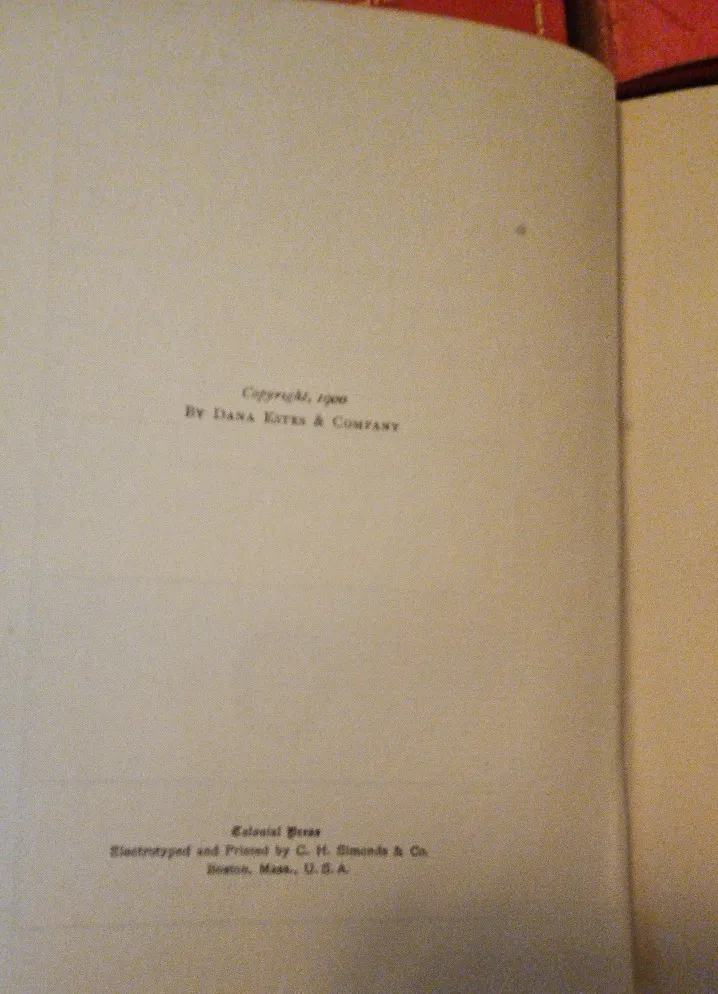 Copyright, 1900
BY DANA ESTES & COMPANY
Colonial Press
Electrotyped and Printed by C. H. Simonds & Co.
Boston, Mass., U. S. A.